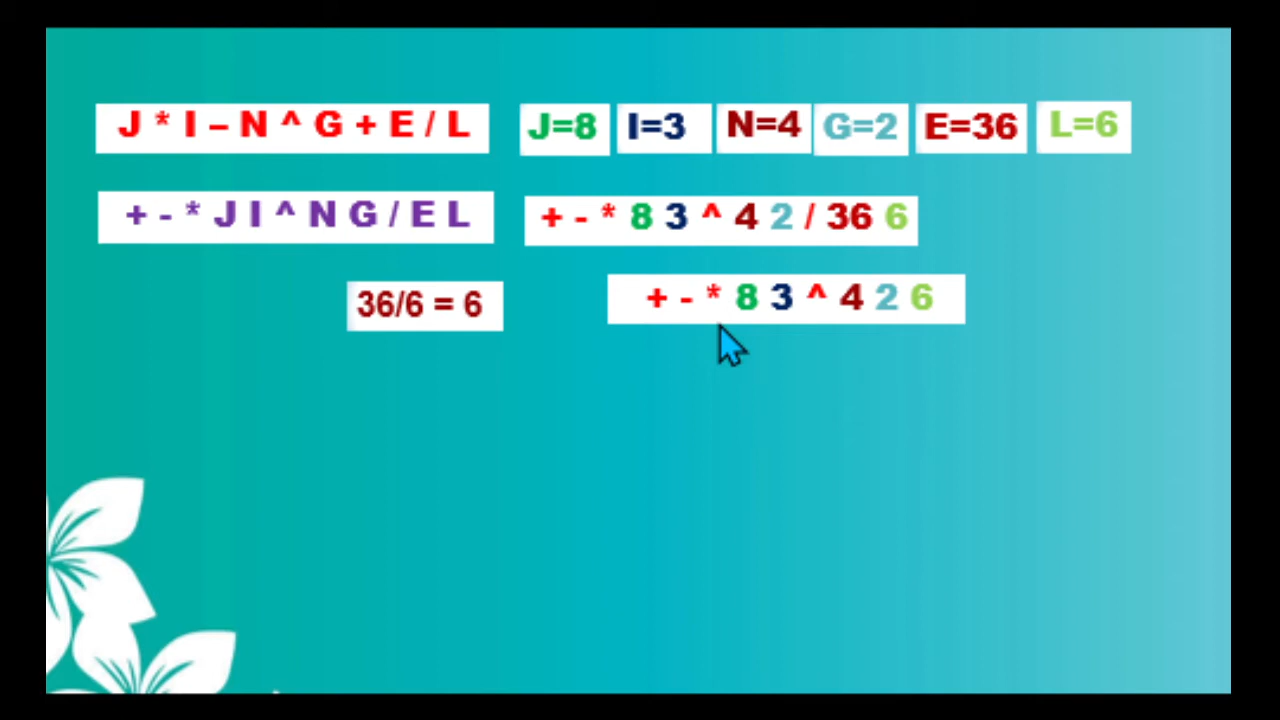 J * I – N ^ G + E / L J=8 I=3 N=4 G=2 E=36 L=6
+ - * J I ^ N G / E L + - * 8 3 ^ 4 2 / 36 6
36/6 = 6 + - * 8 3 ^ 4 2 6